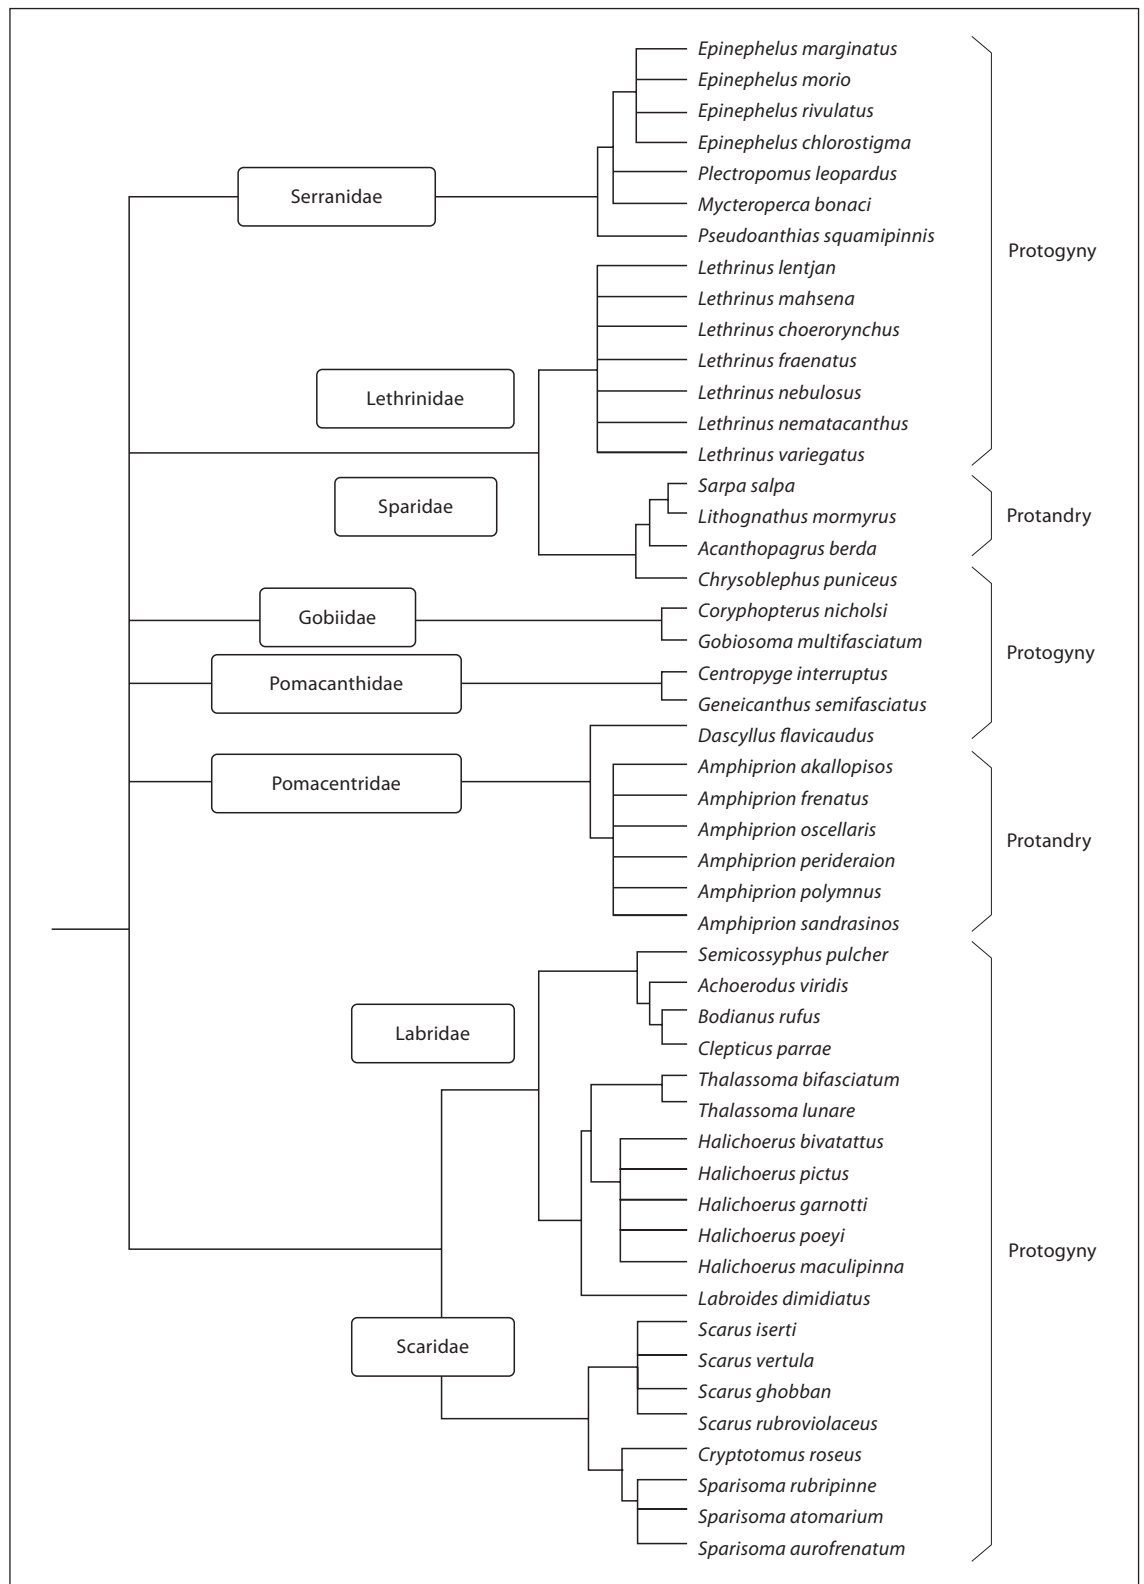 Epinephelus marginatus
Epinephelus morio
Epinephelus rivulatus
Epinephelus chlorostigma
Plectropomus leopardus
Serranidae
Mycteroperca bonaci
Pseudoanthias squamipinnis
Protogyny
Lethrinus lentjan
Lethrinus mahsena
Lethrinus choerorynchus
Lethrinus fraenatus
Lethrinidae
Lethrinus nebulosus
Lethrinus nematacanthus
Lethrinus variegatus
Sarpa salpa
Sparidae
Lithognathus mormyrus
Protandry
Acanthopagrus berda
Chrysoblephus puniceus
Coryphopterus nicholsi
Gobiidae
Gobiosoma multifasciatum
Protogyny
Centropyge interruptus
Pomacanthidae
Geneicanthus semifasciatus
Dascyllus flavicaudus
Amphiprion akallopisos
Pomacentridae
Amphiprion frenatus
Amphiprion oscellaris
Protandry
Amphiprion perideraion
Amphiprion polymnus
Amphiprion sandrasinos
Semicossyphus pulcher
Achoerodus viridis
Bodianus rufus
Labridae
Clepticus parrae
Thalassoma bifasciatum
Thalassoma lunare
Halichoerus bivatattus
Halichoerus pictus
Halichoerus garnotti
Halichoerus poeyi
Protogyny
Halichoerus maculipinna
Labroides dimidiatus
Scarus iserti
Scaridae
Scarus vertula
Scarus ghobban
Scarus rubroviolaceus
Cryptotomus roseus
Sparisoma rubripinne
Sparisoma atomarium
Sparisoma aurofrenatum